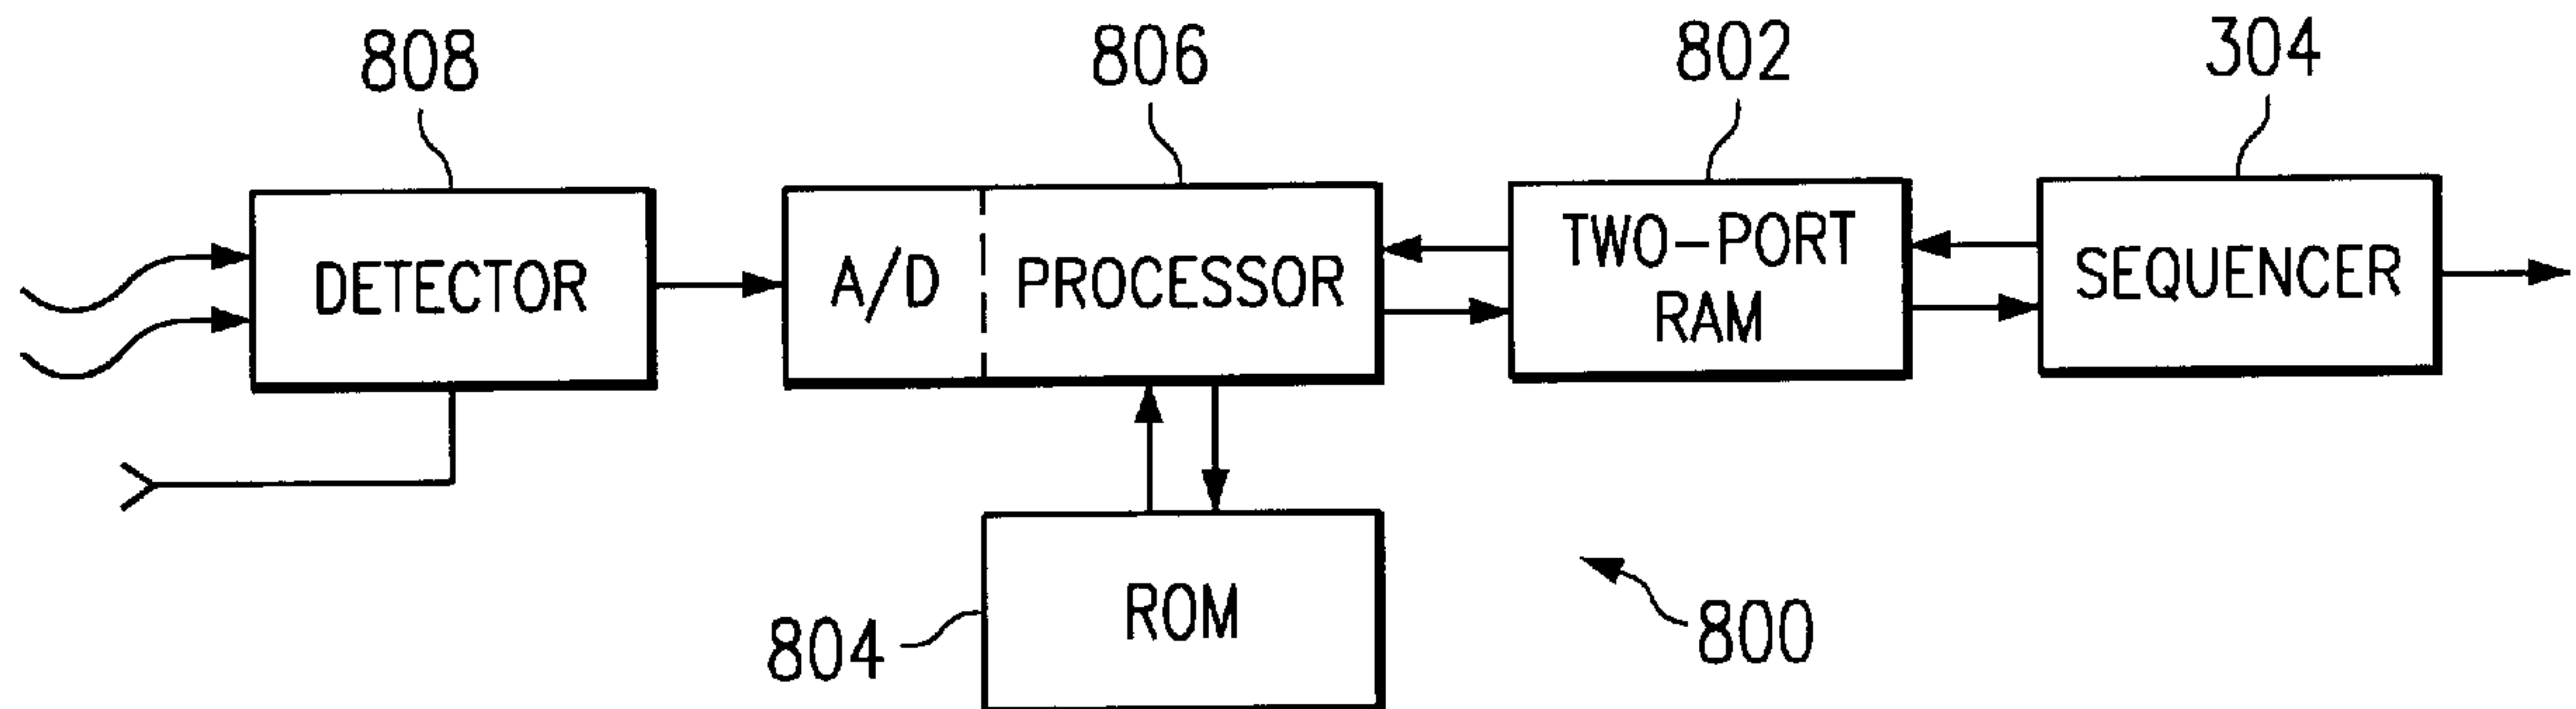 808
806
802
304
DETECTOR
A/D
PROCESSOR
TWO-PORT
RAM
SEQUENCER
ROM
804
800